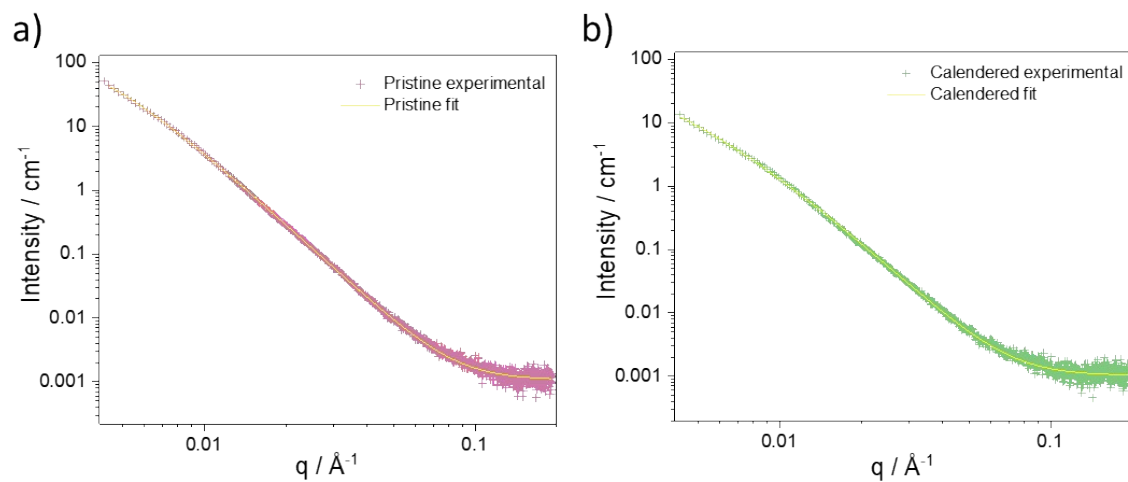 a)
100
10
1
0.1
0.01
0.001
Intensity / cm⁻¹
0.01
0.1
q / Å⁻¹
Pristine experimental
Pristine fit
b)
100
10
1
0.1
0.01
0.001
Intensity / cm⁻¹
0.01
0.1
q / Å⁻¹
Calendered experimental
Calendered fit